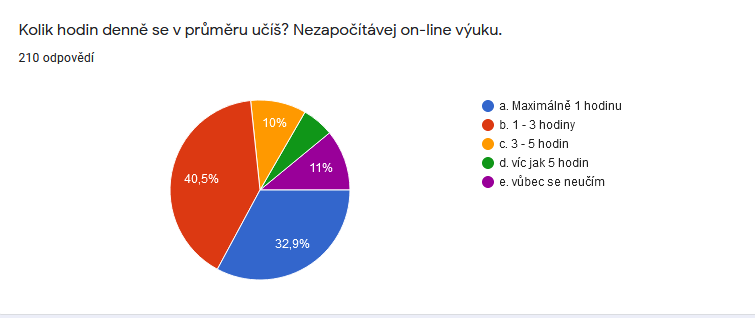 Kolik hodin denně se v průměru učíš? Nezapočítávej on-line výuku.
210 odpovědí
a. Maximálně 1 hodinu
b. 1 - 3 hodiny
c. 3 - 5 hodin
d. víc jak 5 hodin
e. vůbec se neučím
10%
11%
40,5%
32,9%